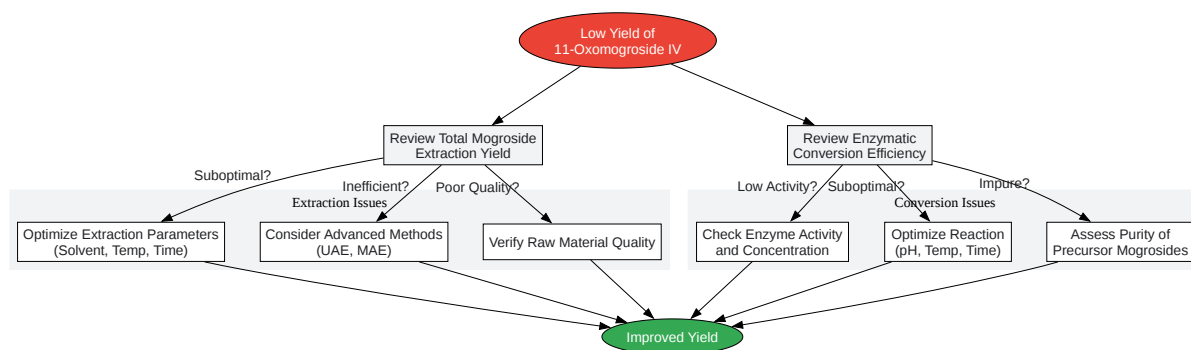 Low Yield of
11-Oxomogroside IV
Review Total Mogroside
Extraction Yield
Review Enzymatic
Conversion Efficiency
Suboptimal?
Inefficient?
Poor Quality?
Low Activity?
Suboptimal?
Impure?
Extraction Issues
Conversion Issues
Optimize Extraction Parameters
(Solvent, Temp, Time)
Consider Advanced Methods
(UAE, MAE)
Verify Raw Material Quality
Check Enzyme Activity
and Concentration
Optimize Reaction
(pH, Temp, Time)
Assess Purity of
Precursor Mogrosides
Improved Yield